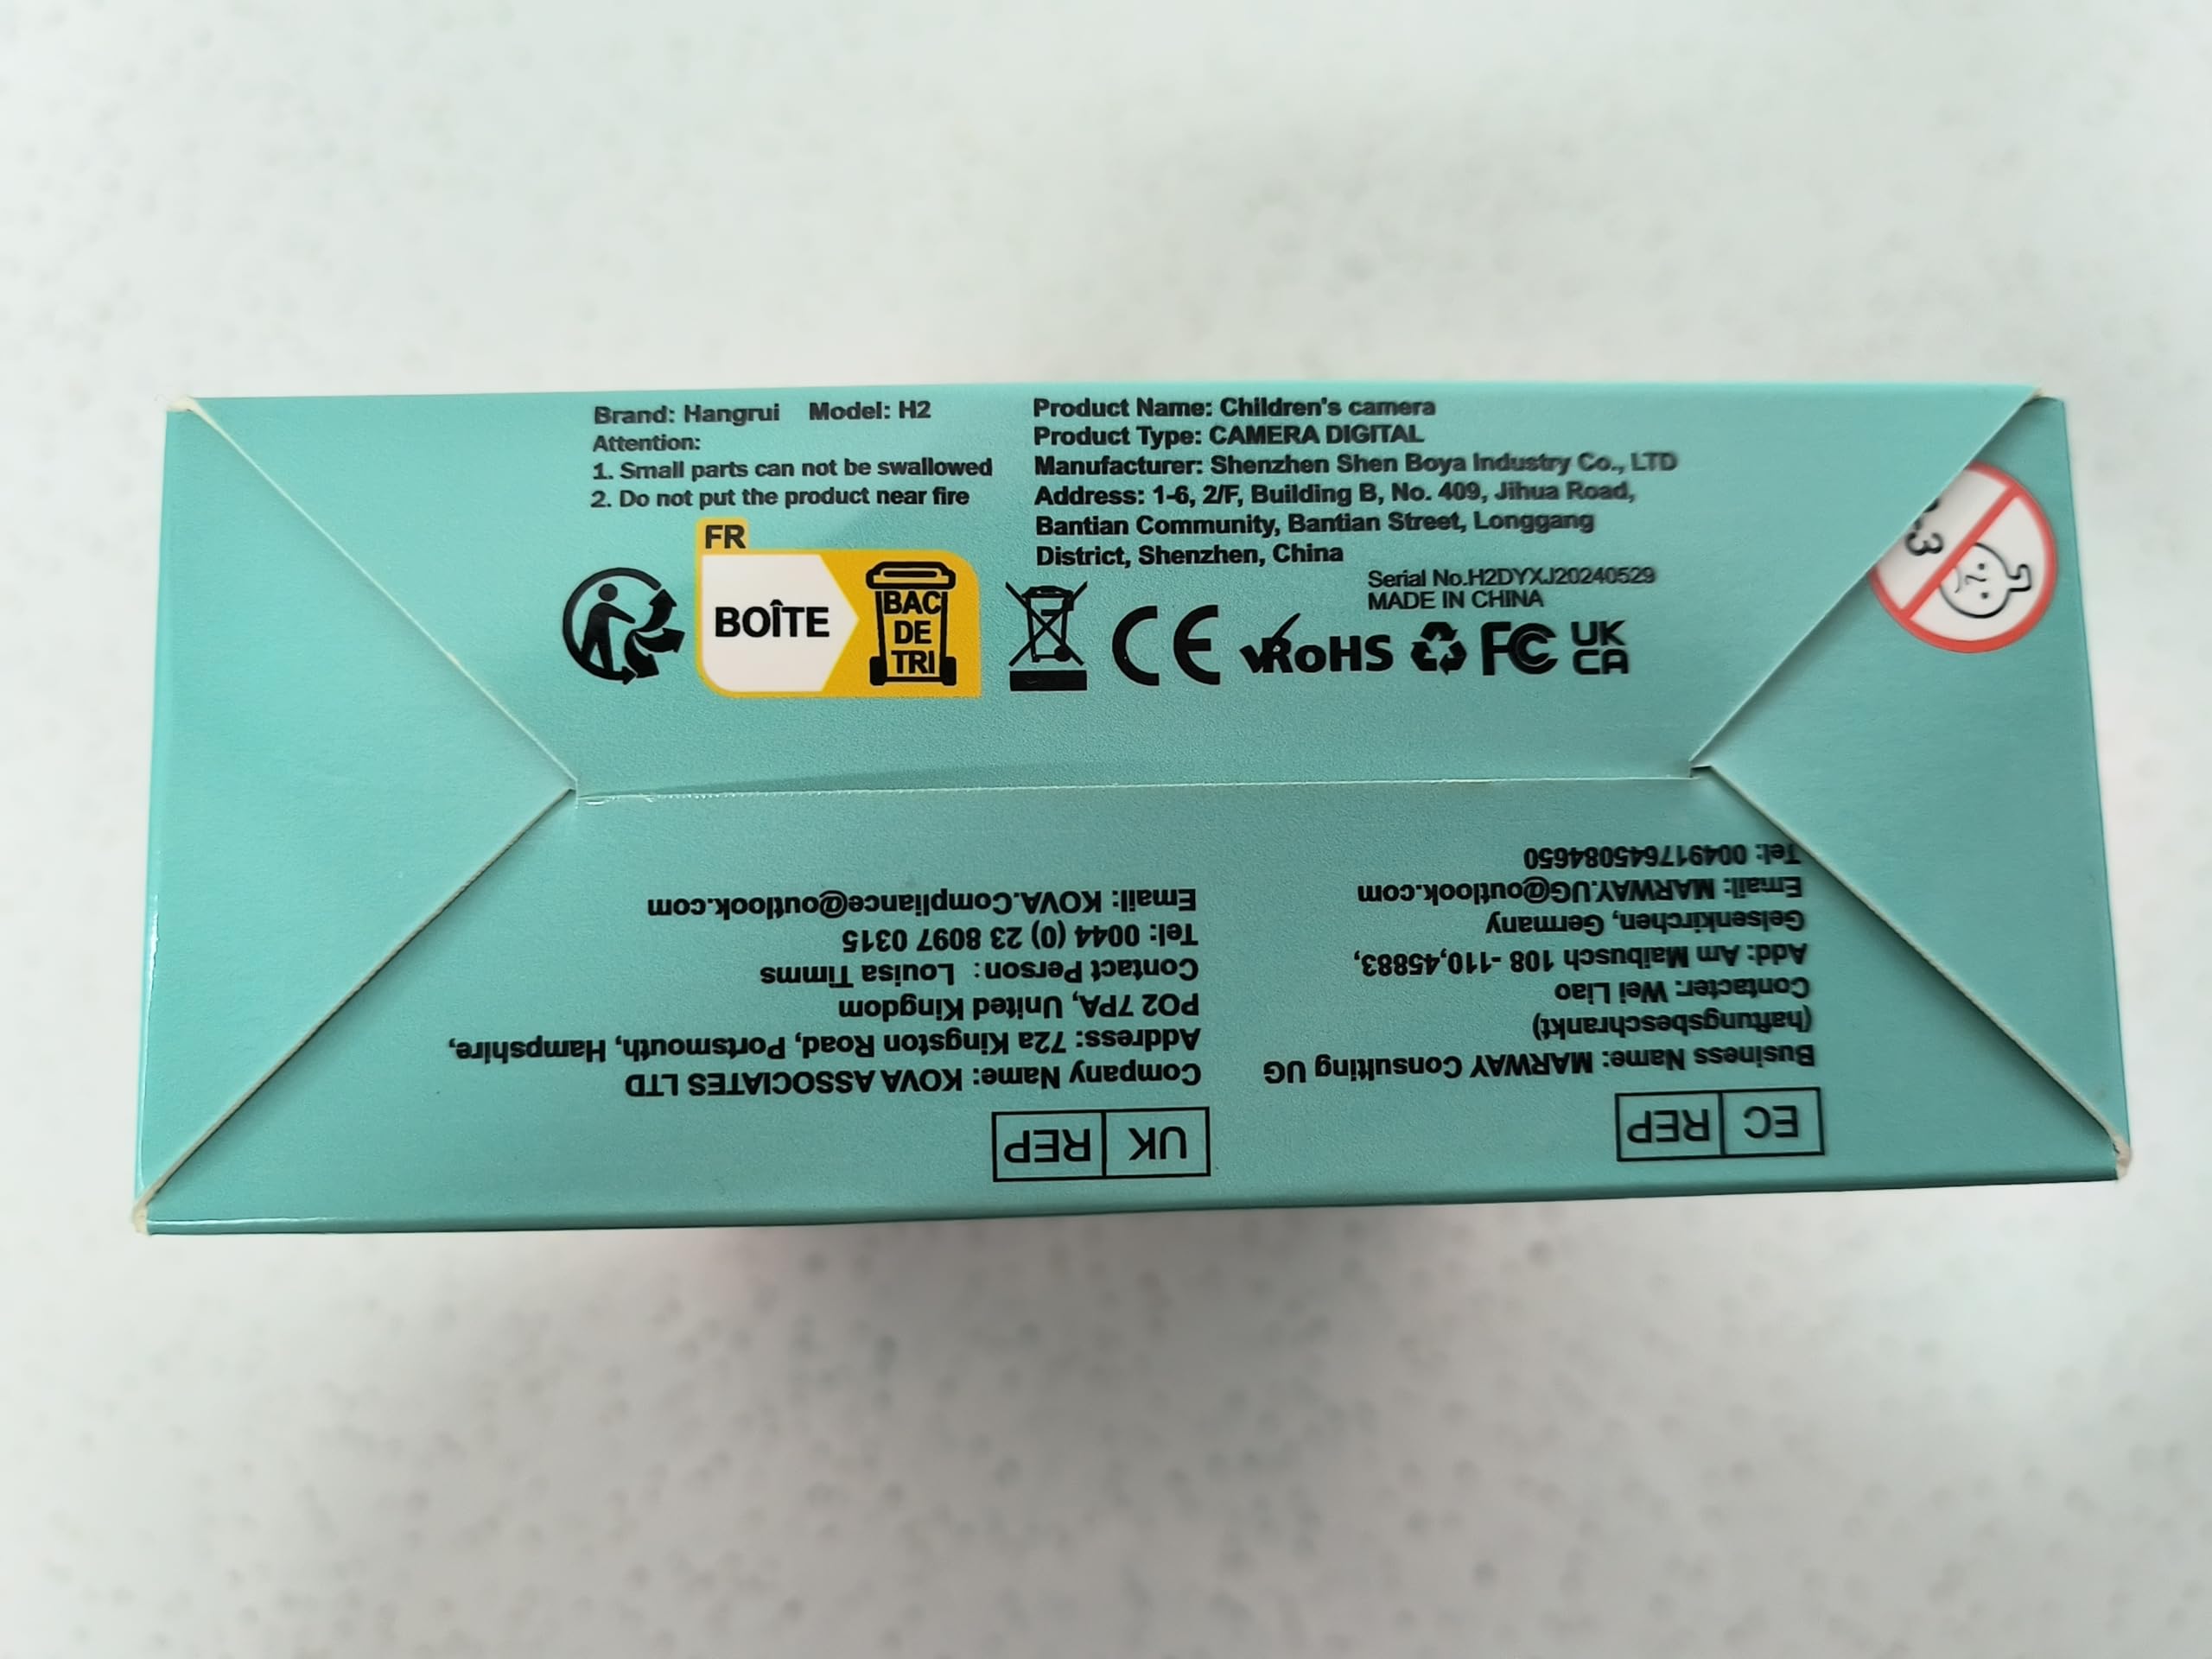 Brand: Hangrui Model: H2
Attention:
1. Small parts can not be swallowed
2. Do not put the product near fire
FR
BOÎTE
BAC
DE
TRI
Product Name: Children's camera
Product Type: CAMERA DIGITAL
Manufacturer: Shenzhen Shen Boya Industry Co., LTD
Address: 1-6, 2/F, Building B, No. 409, Jihua Road,
Bantian Community, Bantian Street, Longgang
District, Shenzhen, China
Serial No.H2DYXJ20240529
MADE IN CHINA
CE
RoHS
FC
UK
CA
-3
EC REP
Business Name: MARWAY Consulting UG
(haftungsbeschrankt)
Contacter: Wei Liao
Add: Am Maibusch 108 -110,45883,
Gelsenkirchen, Germany
Email: MARWAY.UG@outlook.com
Tel: 004917645084650
UK REP
Company Name: KOVA ASSOCIATES LTD
Address: 72a Kingston Road, Portsmouth, Hampshire,
PO2 7PA, United Kingdom
Contact Person: Louisa Timms
Tel: 0044 (0) 23 8097 0315
Email: KOVA.Compliance@outlook.com